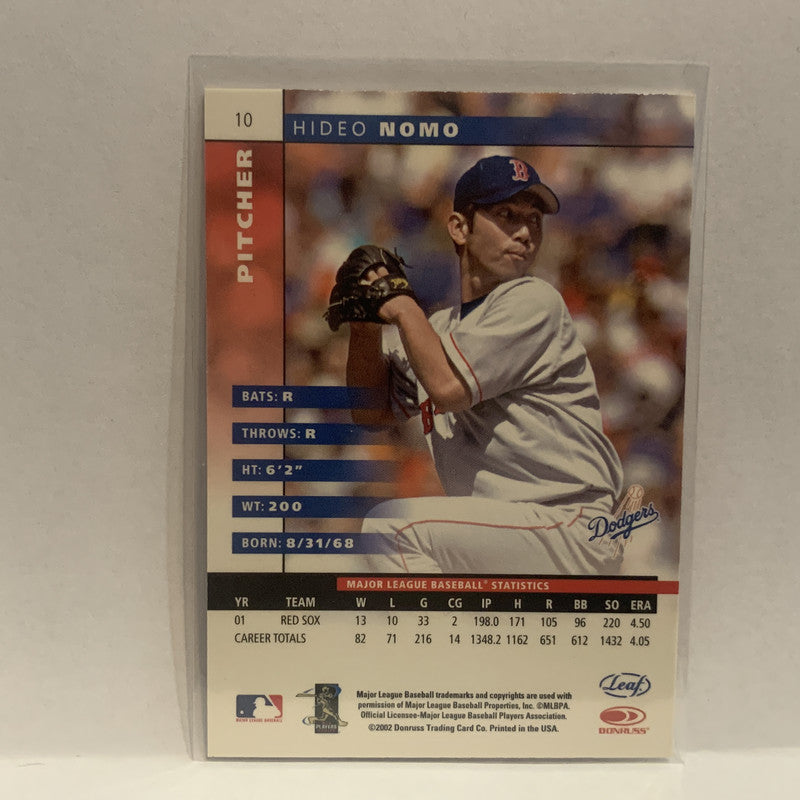 10
HIDEO NOMO
PITCHER
B
BATS: R
THROWS: R
HT: 6'2"
WT: 200
BORN: 8/31/68
Dodgers
MAJOR LEAGUE BASEBALL® STATISTICS
YR TEAM W L G CG IP H R BB SO ERA
01 RED SOX 13 10 33 2 198.0 171 105 96 220 4.50
CAREER TOTALS 82 71 216 14 1348.2 1162 651 612 1432 4.05
Leaf
Major League Baseball trademarks and copyrights are used with
permission of Major League Baseball Properties, Inc. ©MLBPA.
Official Licensee-Major League Baseball Players Association.
©2002 Donruss Trading Card Co. Printed in the USA.
MAJOR LEAGUE BASEBALL
PLAYERS
DONRUSS